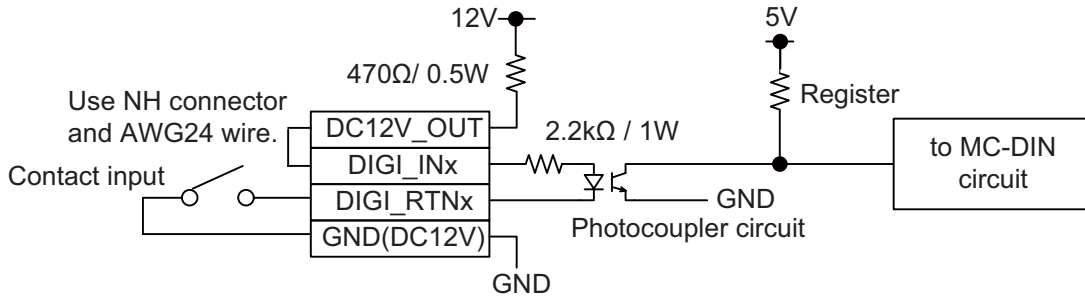 12V
5V
470Ω/ 0.5W
Use NH connector
and AWG24 wire.
Register
DC12V_OUT
2.2kΩ / 1W
to MC-DIN
circuit
DIGI_INx
Contact input
DIGI_RTNx
GND
Photocoupler circuit
GND(DC12V)
GND